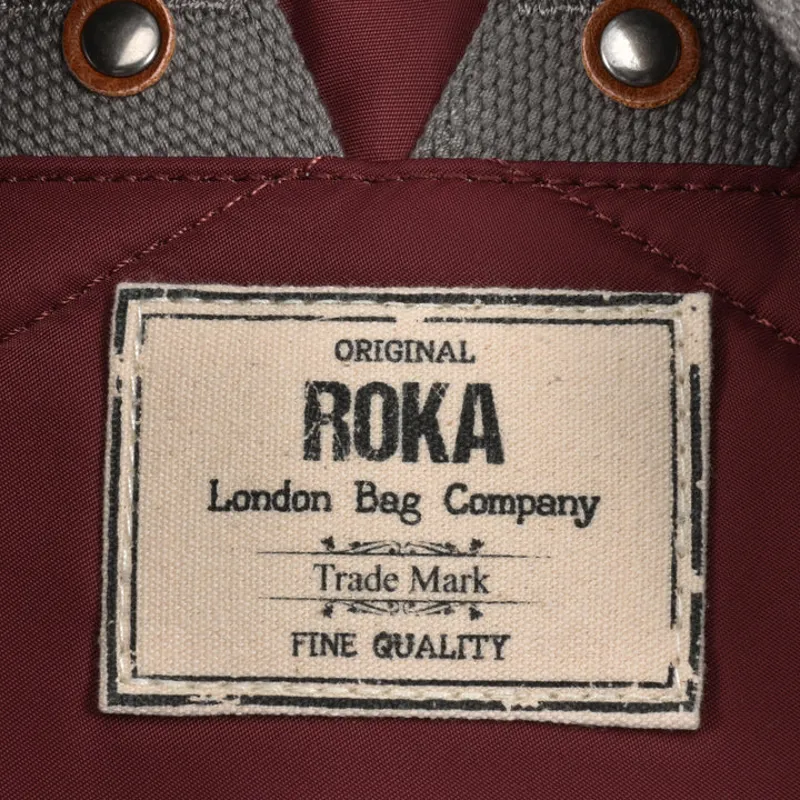 ORIGINAL
ROKA
London Bag Company
Trade Mark
FINE QUALITY